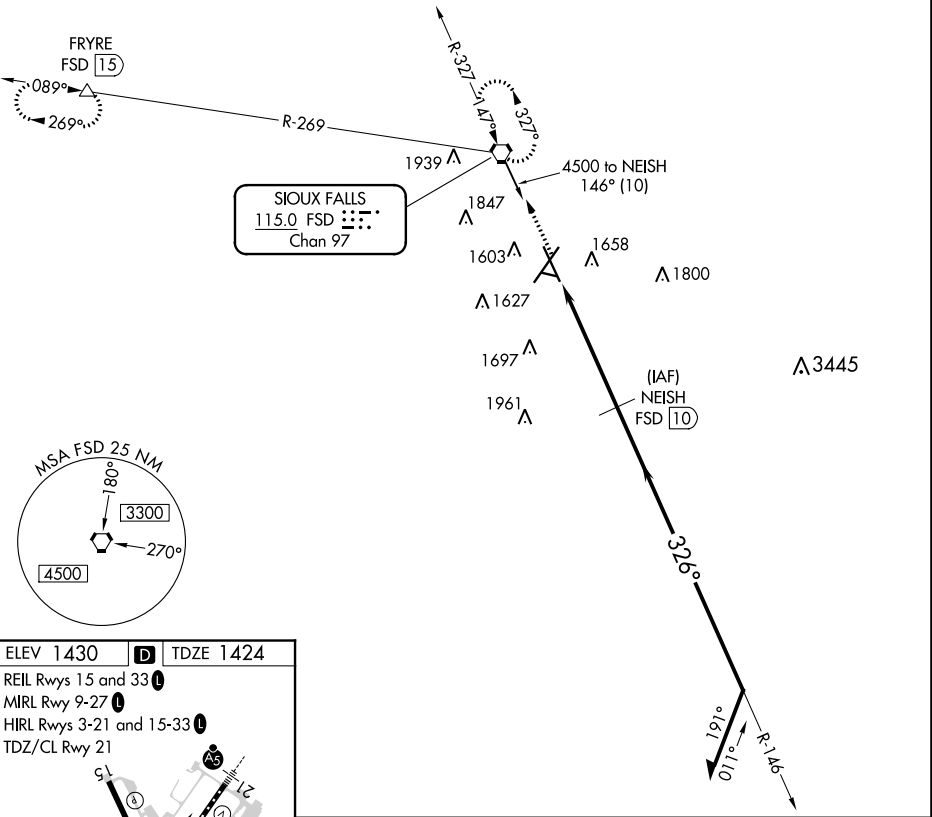 FRYRE
FSD 15
089°
269°
R-269
R-327
147°
327°
1939
4500 to NEISH
146° (10)
SIOUX FALLS
115.0 FSD
Chan 97
1847
1603
1658
1800
1627
1697
3445
(IAF)
NEISH
FSD 10
1961
MSA FSD 25 NM
180°
3300
270°
4500
326°
191°
011°
R-146
ELEV 1430 D TDZE 1424
REIL Rwys 15 and 33 L
MIRL Rwy 9-27 L
HIRL Rwys 3-21 and 15-33 L
TDZ/CL Rwy 21
15
P
A5
21